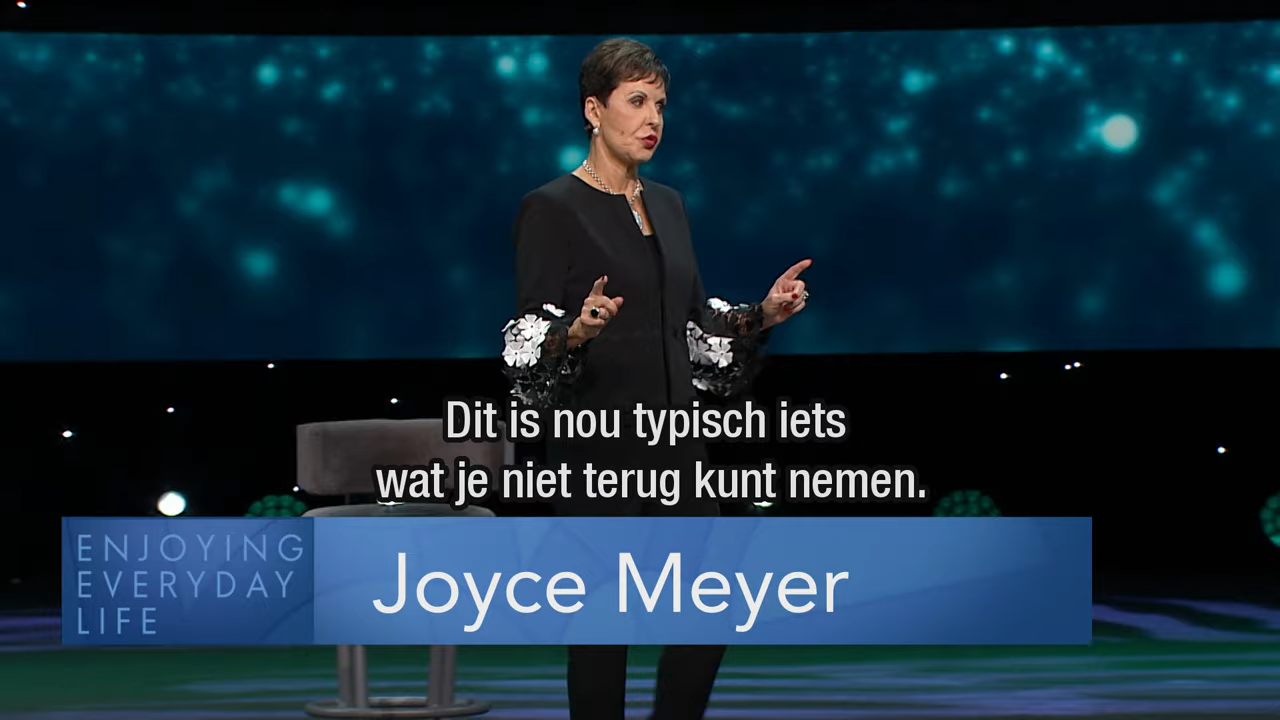 Dit is nou typisch iets
wat je niet terug kunt nemen.
ENJOYING
EVERYDAY
LIFE
Joyce Meyer